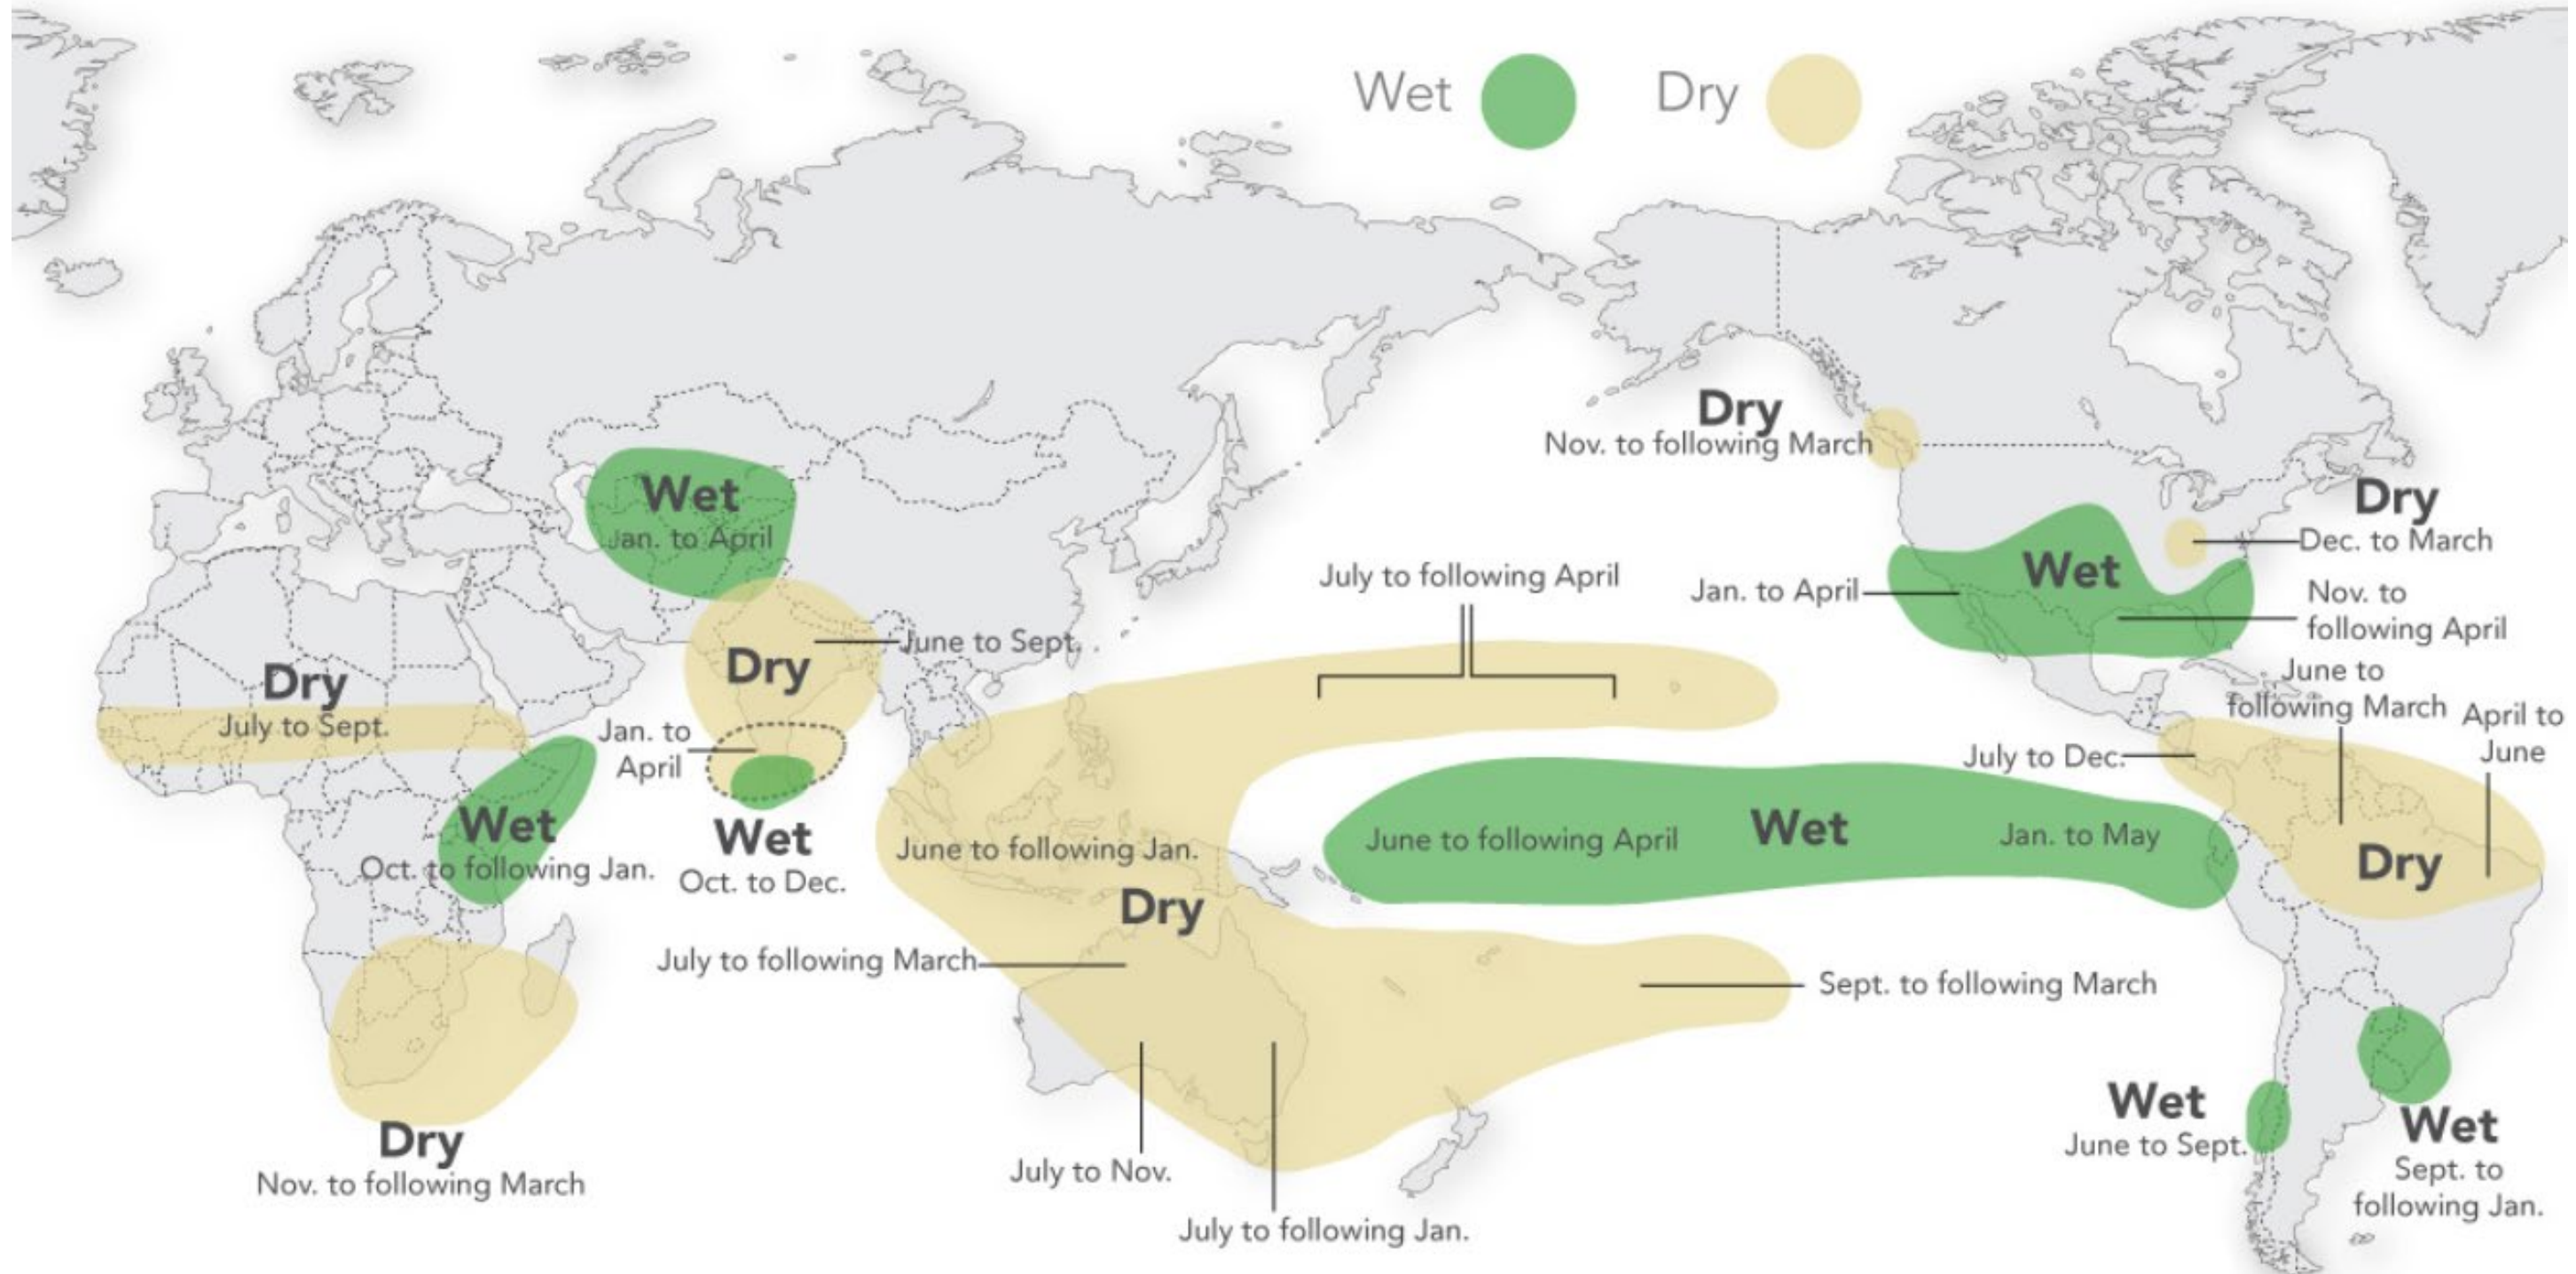 Wet
Dry
Dry
Nov. to following March
Wet
Jan. to April
Dry
Dec. to March
July to following April
Jan. to April
Wet
Nov. to
following April
June to Sept.
Dry
Dry
July to Sept.
June to
following March
April to
June
Jan. to
April
July to Dec.
Wet
Oct. to following Jan.
Wet
Oct. to Dec.
June to following Jan.
Dry
June to following April
Wet
Jan. to May
Dry
July to following March
Sept. to following March
Dry
Nov. to following March
July to Nov.
July to following Jan.
Wet
June to Sept.
Wet
Sept. to
following Jan.